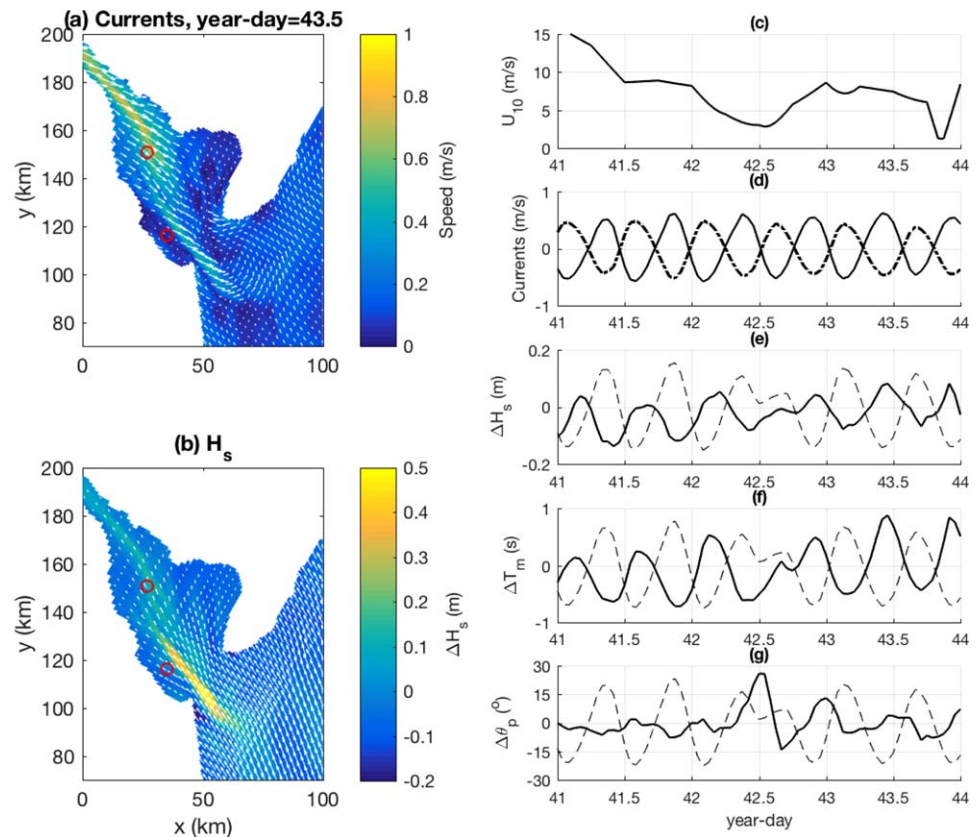 (a) Currents, year-day=43.5
200
180
160
140
120
100
80
y (km)
0
50
100
1
0.8
0.6
0.4
0.2
0
Speed (m/s)
(b) H_s
200
180
160
140
120
100
80
y (km)
0
50
100
x (km)
0.5
0.4
0.3
0.2
0.1
0
-0.1
-0.2
ΔH_s (m)
(c)
15
10
5
0
U_10 (m/s)
41 41.5 42 42.5 43 43.5 44
(d)
1
0
-1
Currents (m/s)
41 41.5 42 42.5 43 43.5 44
(e)
0.2
0
-0.2
ΔH_s (m)
41 41.5 42 42.5 43 43.5 44
(f)
1
0
-1
ΔT_m (s)
41 41.5 42 42.5 43 43.5 44
(g)
30
15
0
-15
-30
Δθ_p (°)
41 41.5 42 42.5 43 43.5 44
year-day